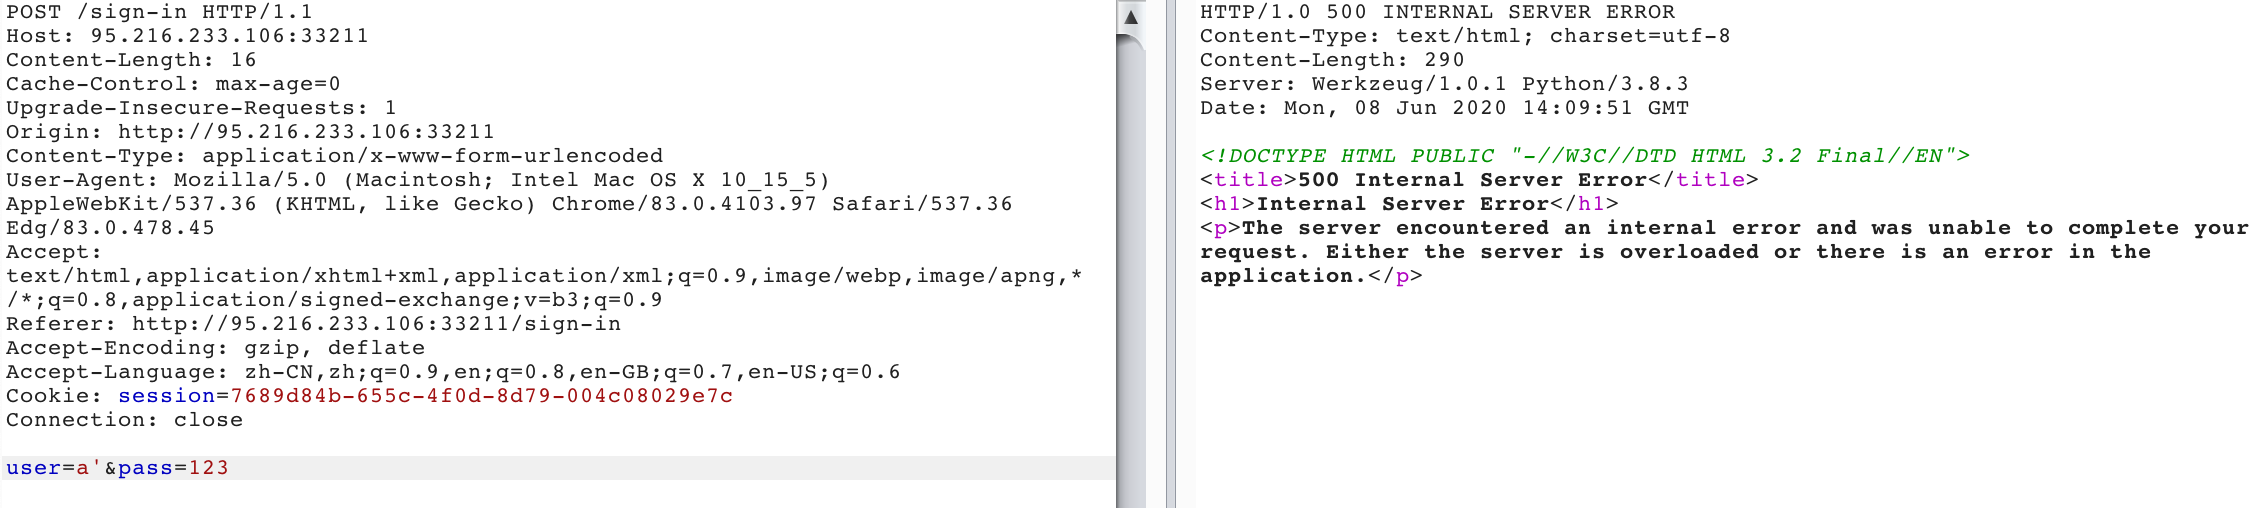 POST /sign-in HTTP/1.1
Host: 95.216.233.106:33211
Content-Length: 16
Cache-Control: max-age=0
Upgrade-Insecure-Requests: 1
Origin: http://95.216.233.106:33211
Content-Type: application/x-www-form-urlencoded
User-Agent: Mozilla/5.0 (Macintosh; Intel Mac OS X 10_15_5)
AppleWebKit/537.36 (KHTML, like Gecko) Chrome/83.0.4103.97 Safari/537.36
Edg/83.0.478.45
Accept:
text/html,application/xhtml+xml,application/xml;q=0.9,image/webp,image/apng,*
/*;q=0.8,application/signed-exchange;v=b3;q=0.9
Referer: http://95.216.233.106:33211/sign-in
Accept-Encoding: gzip, deflate
Accept-Language: zh-CN,zh;q=0.9,en;q=0.8,en-GB;q=0.7,en-US;q=0.6
Cookie: session=7689d84b-655c-4f0d-8d79-004c08029e7c
Connection: close
user=a'&pass=123
HTTP/1.0 500 INTERNAL SERVER ERROR
Content-Type: text/html; charset=utf-8
Content-Length: 290
Server: Werkzeug/1.0.1 Python/3.8.3
Date: Mon, 08 Jun 2020 14:09:51 GMT
<!DOCTYPE HTML PUBLIC "-//W3C//DTD HTML 3.2 Final//EN">
<title>500 Internal Server Error</title>
<h1>Internal Server Error</h1>
<p>The server encountered an internal error and was unable to complete your
request. Either the server is overloaded or there is an error in the
application.</p>